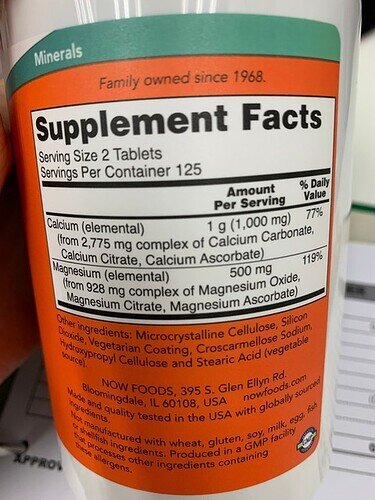 Minerals
Family owned since 1968.
Supplement Facts
Serving Size 2 Tablets
Servings Per Container 125
Amount Per Serving % Daily Value
Calcium (elemental) 1 g (1,000 mg) 77%
(from 2,775 mg complex of Calcium Carbonate,
Calcium Citrate, Calcium Ascorbate)
Magnesium (elemental) 500 mg 119%
(from 928 mg complex of Magnesium Oxide,
Magnesium Citrate, Magnesium Ascorbate)
Other ingredients: Microcrystalline Cellulose, Silicon
Dioxide, Vegetarian Coating, Croscarmellose Sodium,
Hydroxypropyl Cellulose and Stearic Acid (vegetable
source).
NOW FOODS, 395 S. Glen Ellyn Rd.
Bloomingdale, IL 60108, USA nowfoods.com
Made and quality tested in the USA with globally sourced
ingredients.
Not manufactured with wheat, gluten, soy, milk, egg, fish
or shellfish ingredients. Produced in a GMP facility
that processes other ingredients containing
these allergens.
APPROV